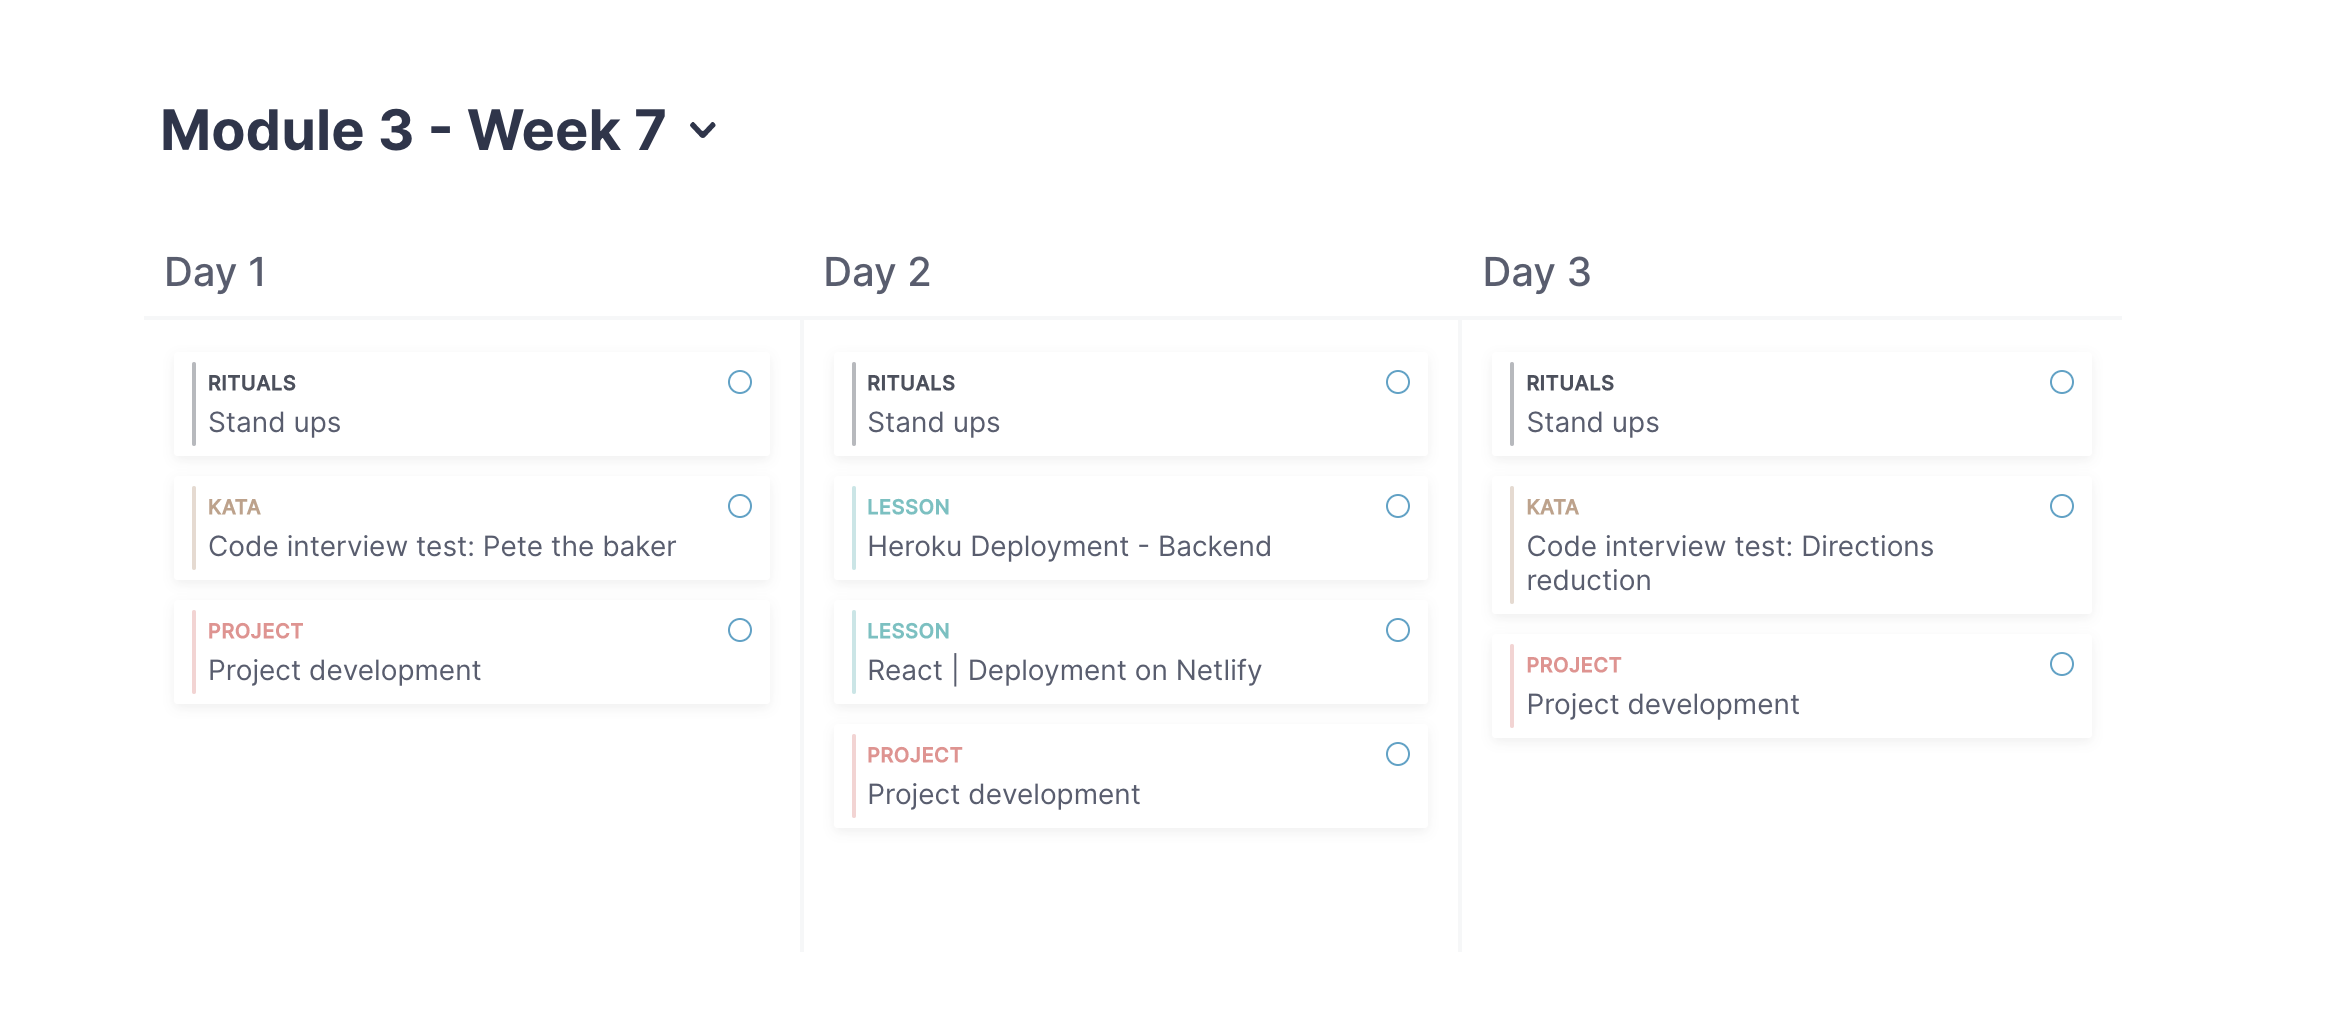 Module 3 - Week 7
Day 1
RITUALS
Stand ups
KATA
Code interview test: Pete the baker
PROJECT
Project development
Day 2
RITUALS
Stand ups
LESSON
Heroku Deployment - Backend
LESSON
React | Deployment on Netlify
PROJECT
Project development
Day 3
RITUALS
Stand ups
KATA
Code interview test: Directions
reduction
PROJECT
Project development